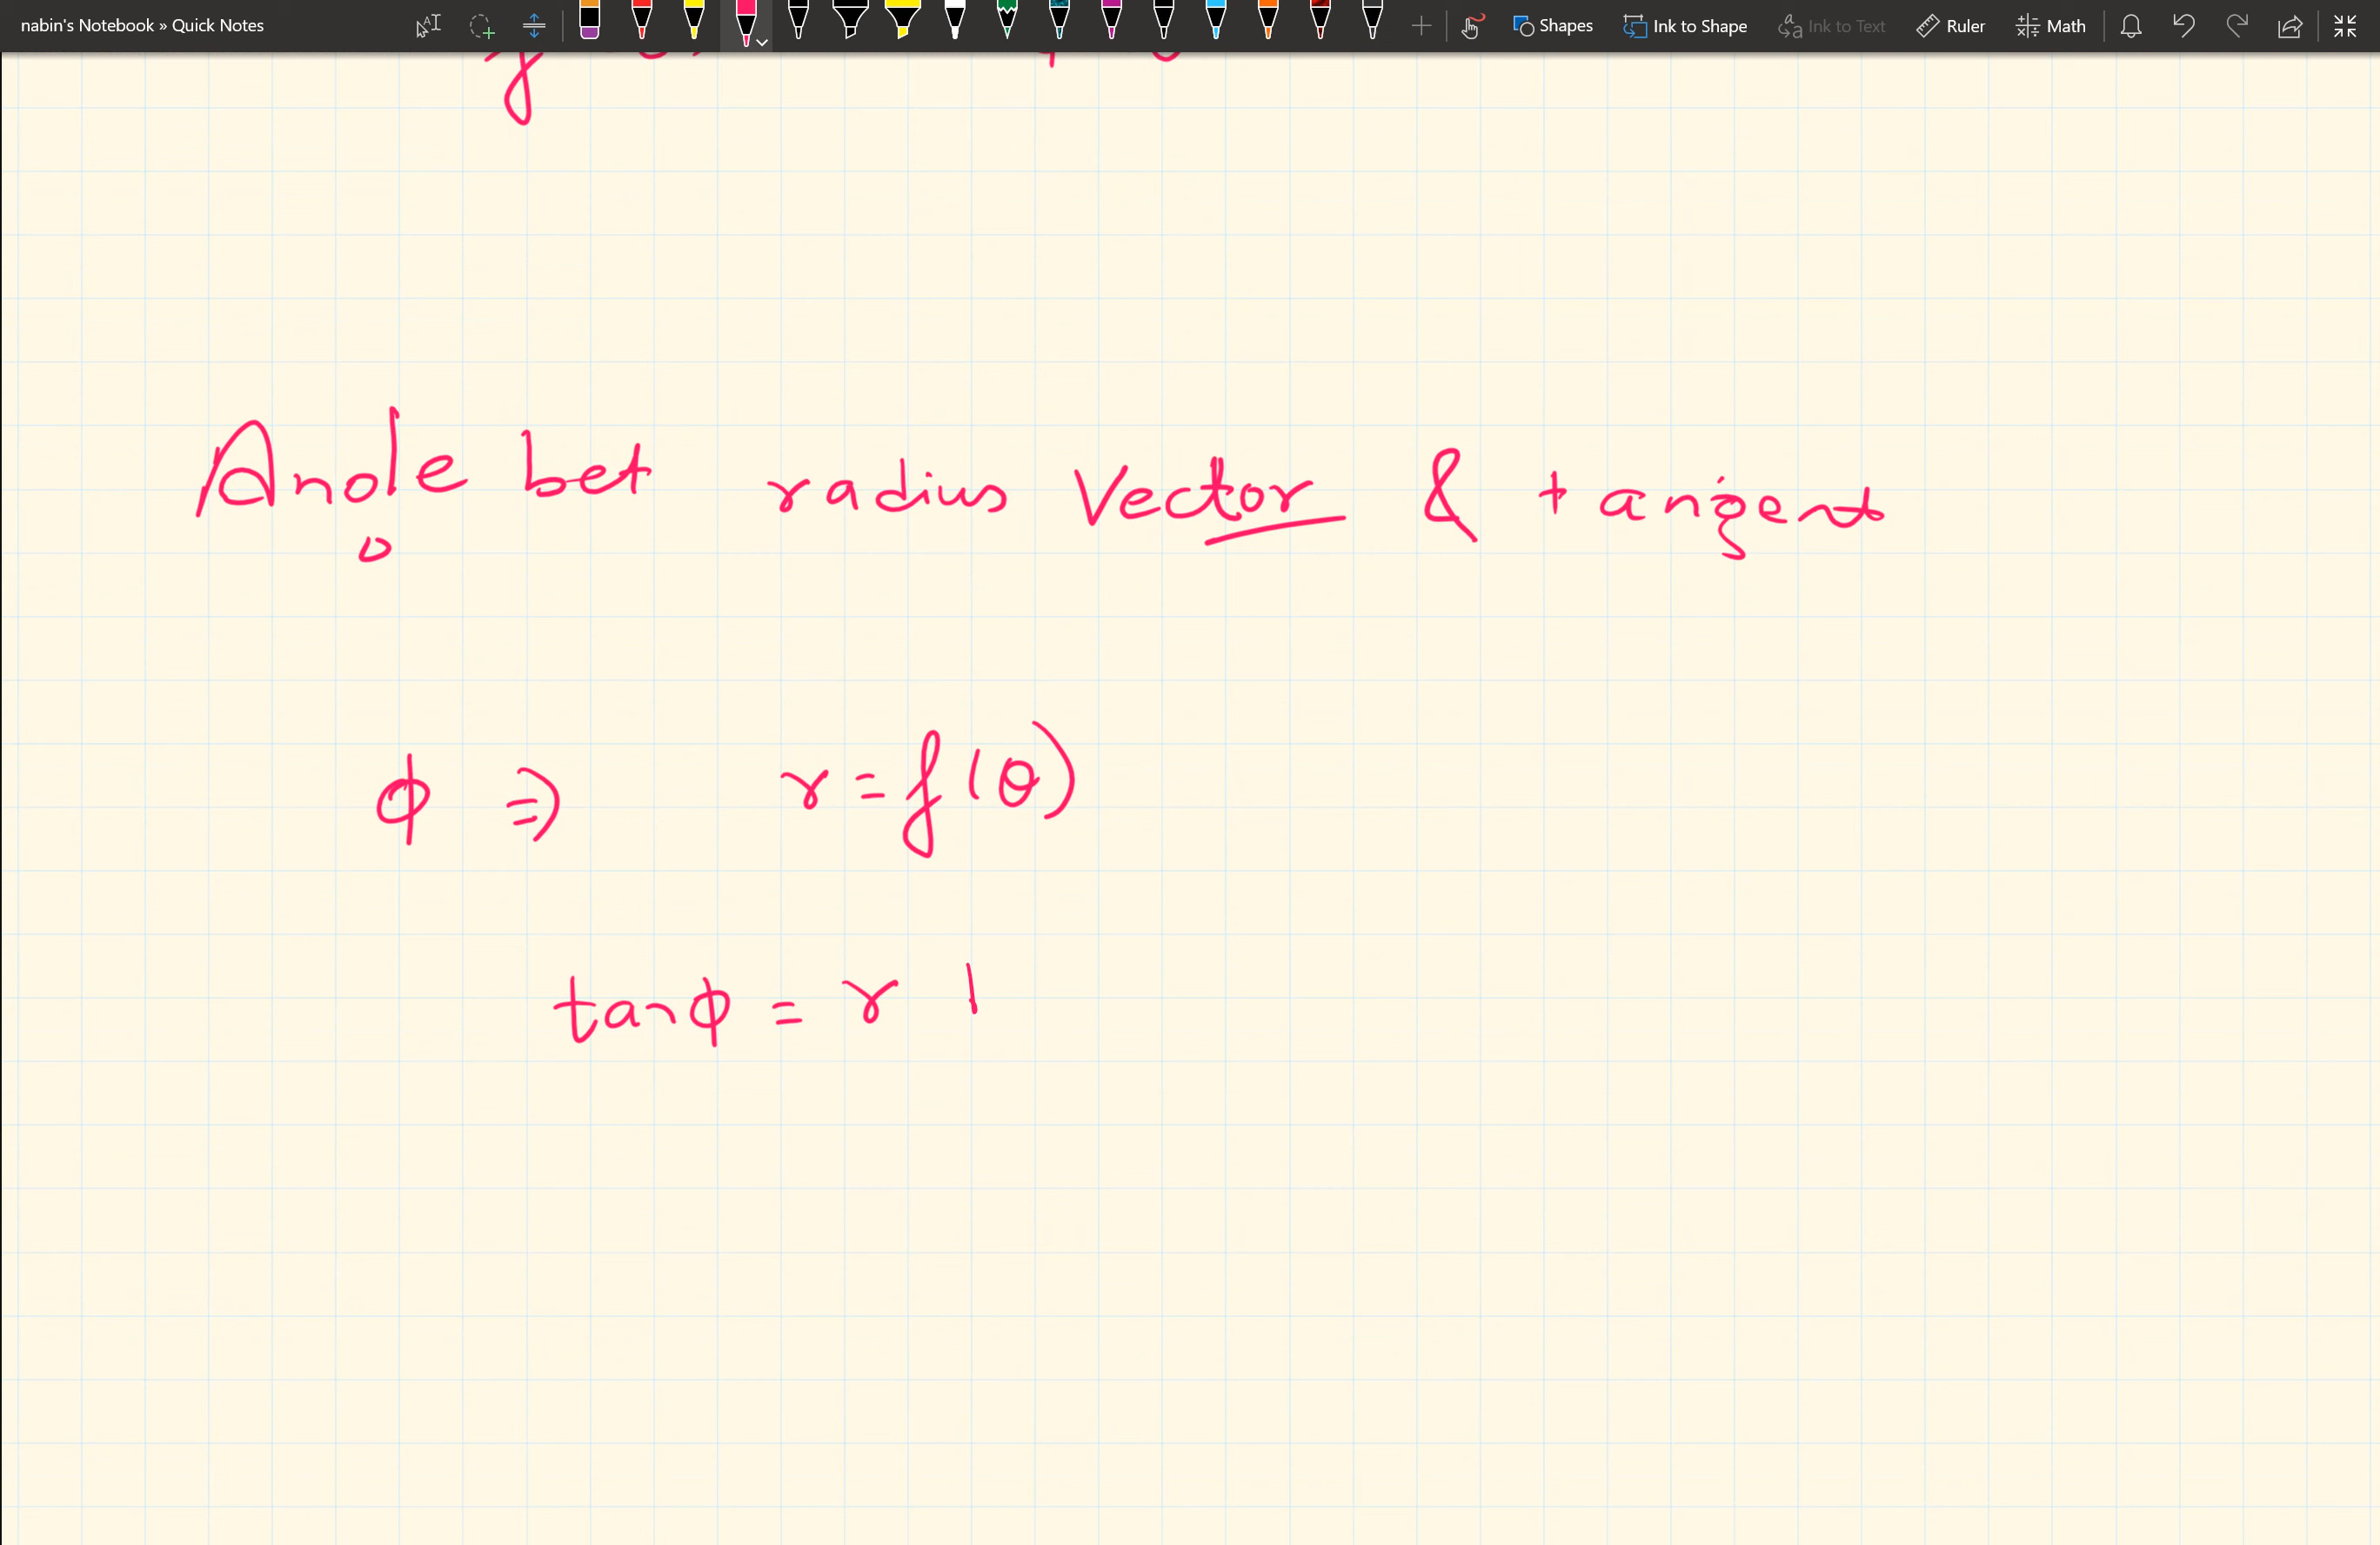 nabin's Notebook » Quick Notes Shapes Ink to Shape Ink to Text Ruler Math
Angle bet radius Vector & tangent
ϕ ⇒ r = f(θ)
tanϕ = r